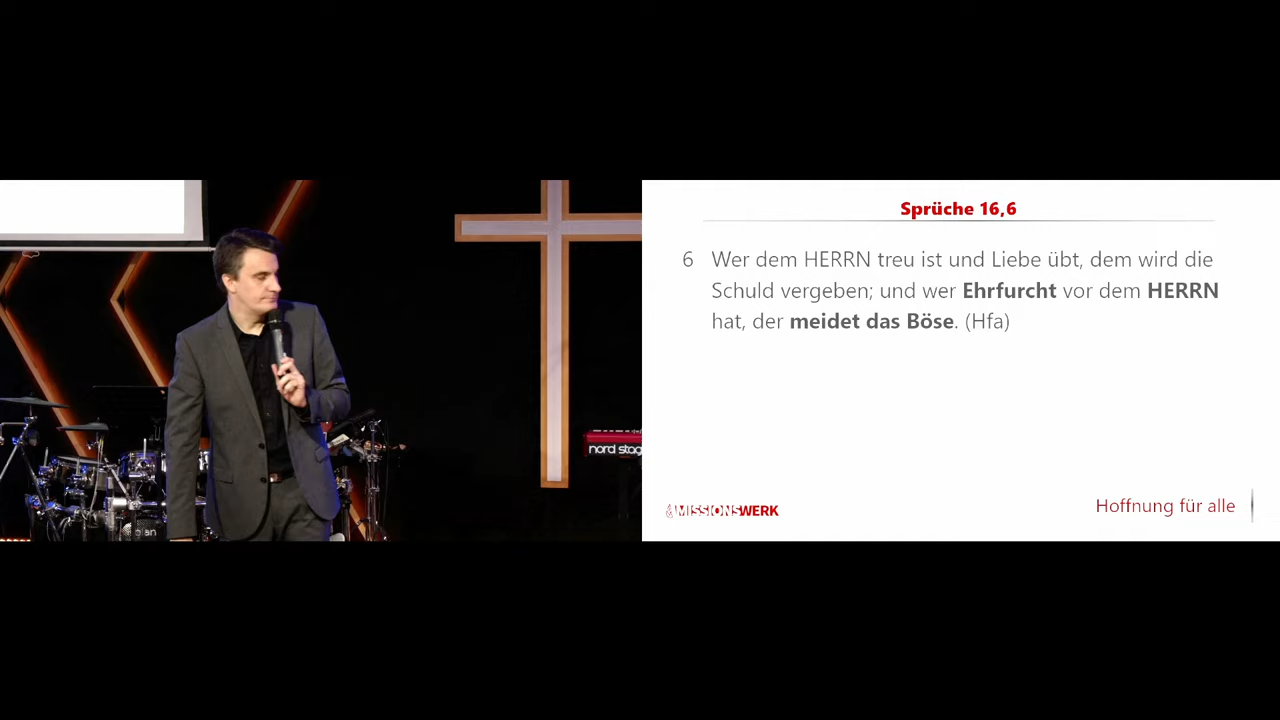 Sprüche 16,6
6 Wer dem HERRN treu ist und Liebe übt, dem wird die
Schuld vergeben; und wer Ehrfurcht vor dem HERRN
hat, der meidet das Böse. (Hfa)
nord stag
MISSIONSWERK
Hoffnung für alle